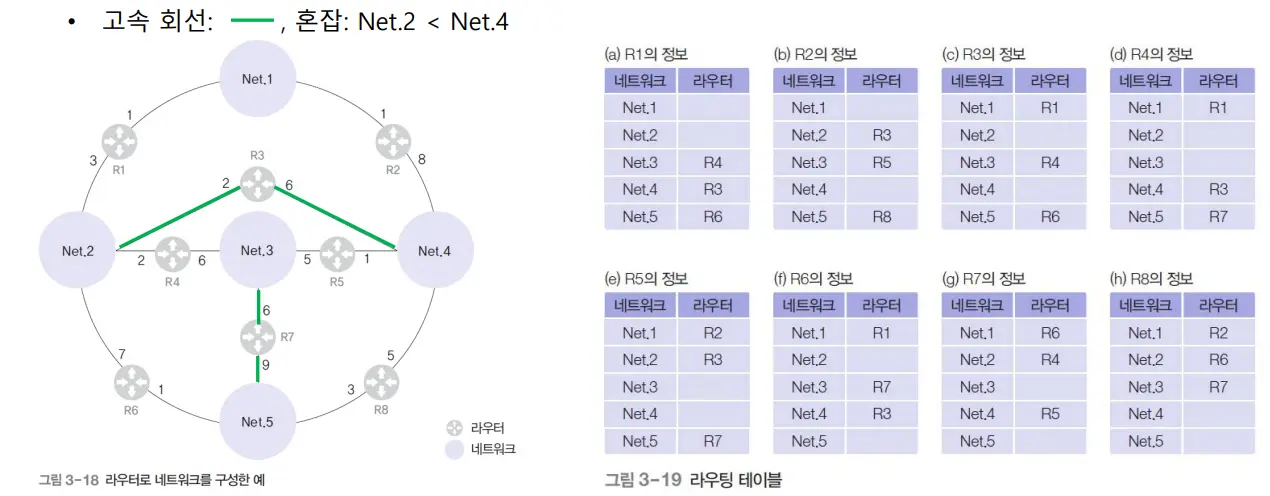 • 고속 회선: , 혼잡: Net.2 < Net.4
Net.1
1
1
3
R1
R3
8
R2
2
6
Net.2
Net.3
Net.4
2
6
5
1
R4
R5
6
R7
9
7
5
1
3
R6
R8
Net.5
라우터
네트워크
그림 3-18 라우터로 네트워크를 구성한 예
(a) R1의 정보
네트워크 라우터
Net.1
Net.2
Net.3 R4
Net.4 R3
Net.5 R6
(b) R2의 정보
네트워크 라우터
Net.1
Net.2 R3
Net.3 R5
Net.4
Net.5 R8
(c) R3의 정보
네트워크 라우터
Net.1 R1
Net.2
Net.3 R4
Net.4
Net.5 R6
(d) R4의 정보
네트워크 라우터
Net.1 R1
Net.2
Net.3
Net.4 R3
Net.5 R7
(e) R5의 정보
네트워크 라우터
Net.1 R2
Net.2 R3
Net.3
Net.4
Net.5 R7
(f) R6의 정보
네트워크 라우터
Net.1 R1
Net.2
Net.3 R7
Net.4 R3
Net.5
(g) R7의 정보
네트워크 라우터
Net.1 R6
Net.2 R4
Net.3
Net.4 R5
Net.5
(h) R8의 정보
네트워크 라우터
Net.1 R2
Net.2 R6
Net.3 R7
Net.4
Net.5
그림 3-19 라우팅 테이블